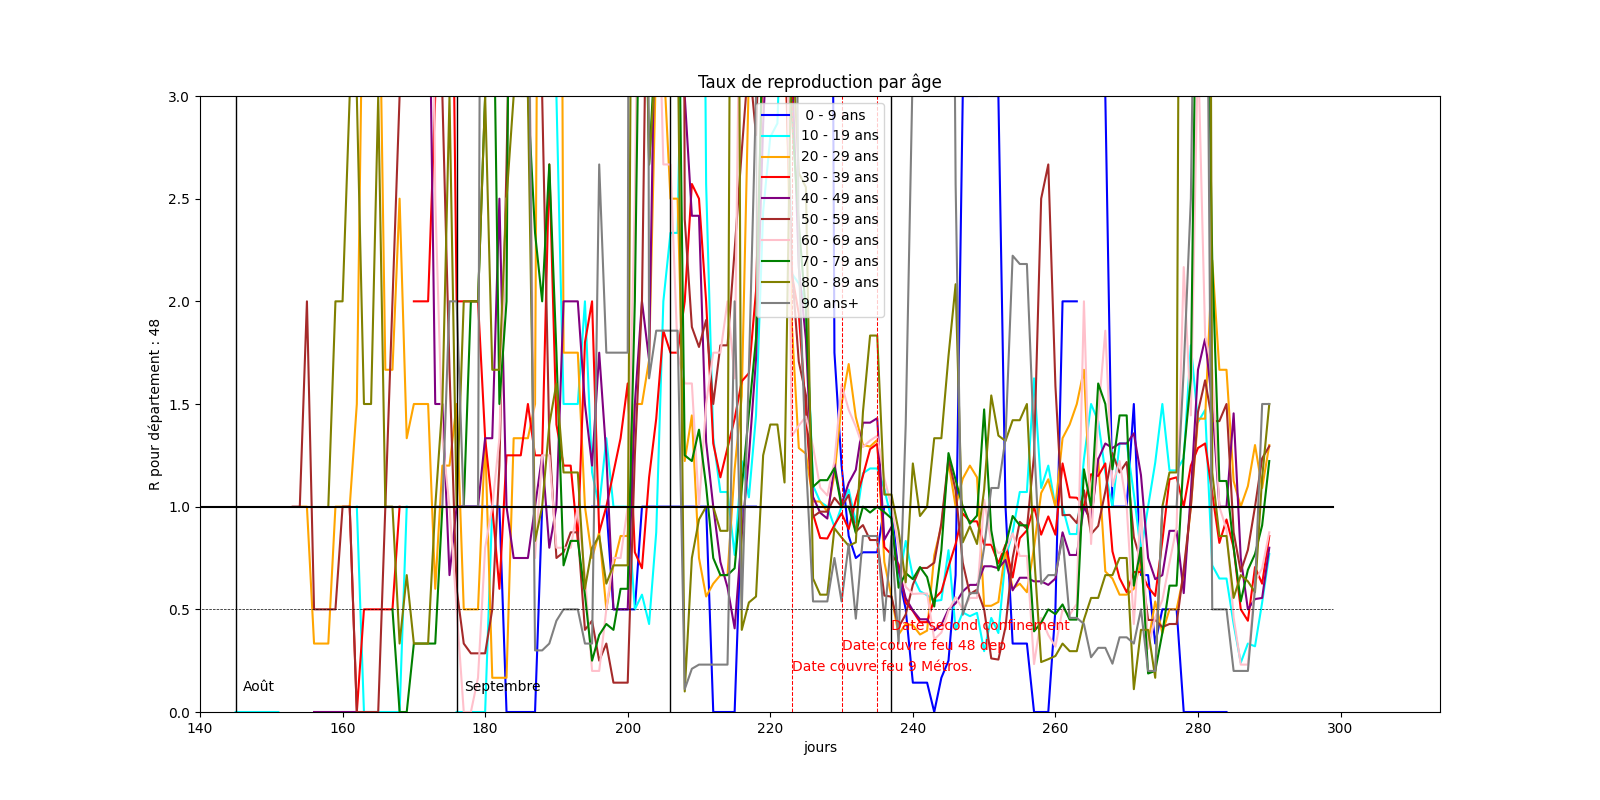 Taux de reproduction par âge
R pour département : 48
3.0
2.5
2.0
1.5
1.0
0.5
0.0
0 - 9 ans
10 - 19 ans
20 - 29 ans
30 - 39 ans
40 - 49 ans
50 - 59 ans
60 - 69 ans
70 - 79 ans
80 - 89 ans
90 ans+
Date second confinement
Date couvre feu 48 dep
Date couvre feu 9 Métros.
Août
Septembre
140 160 180 200 220 240 260 280 300
jours